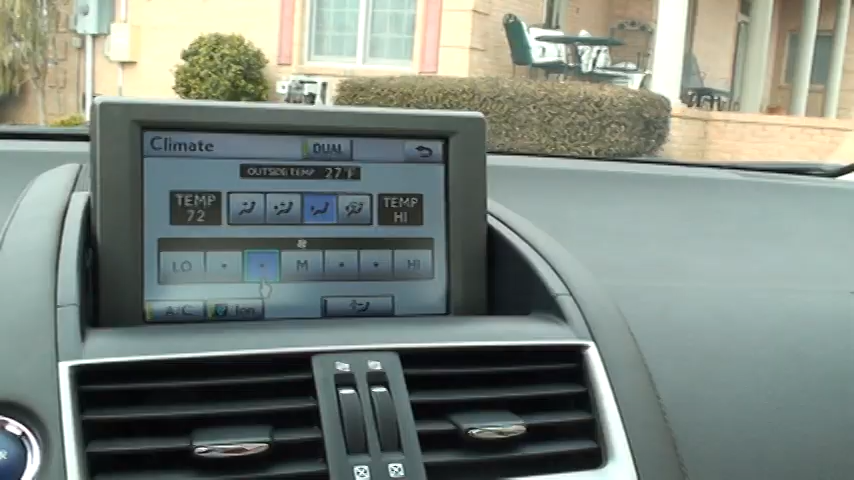 Climate DUAL
OUTSIDE TEMP 27°F
TEMP 72 TEMP HI
LO M HI
A/C Ion